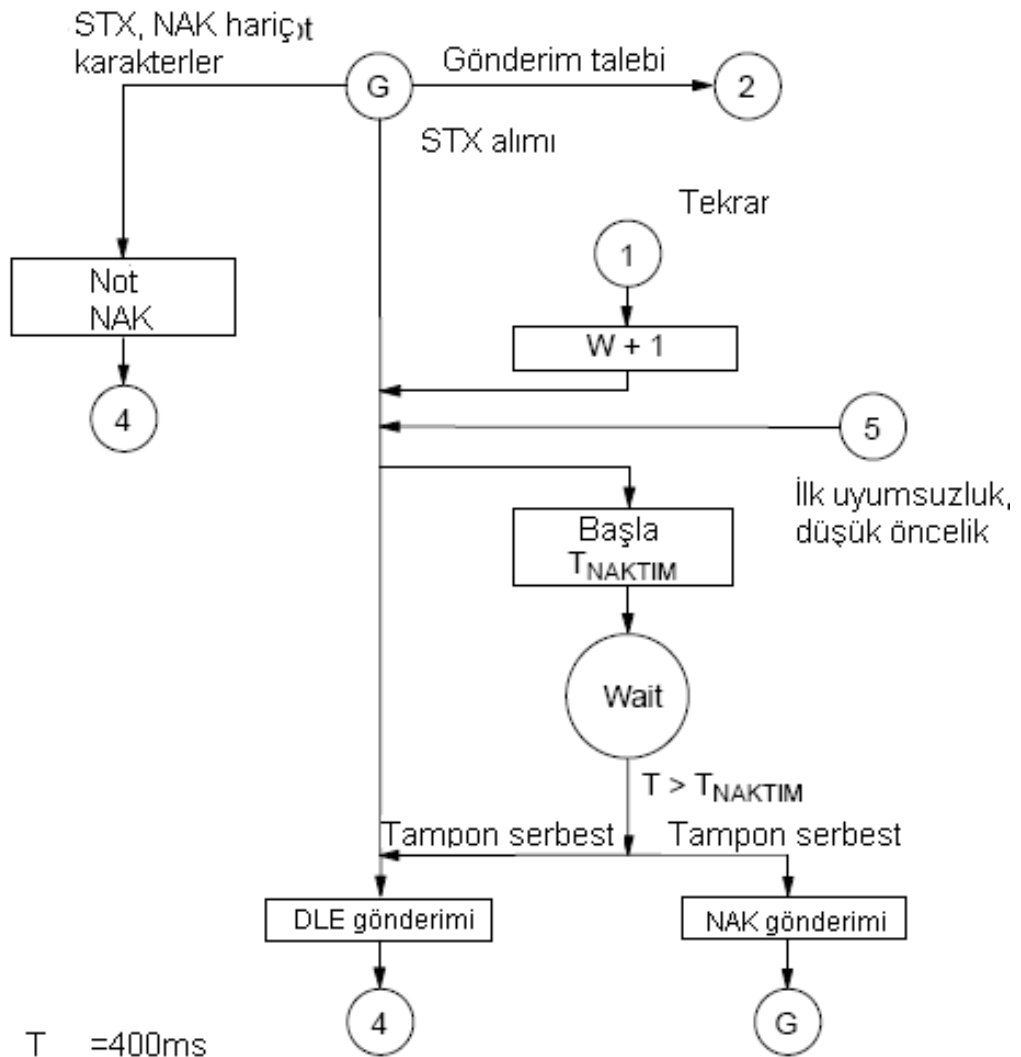 STX, NAK hariç
karakterler
G
Gönderim talebi
2
STX alımı
Tekrar
1
Not
NAK
W + 1
4
5
İlk uyumsuzluk,
düşük öncelik
Başla
TNAKTIM
Wait
T > TNAKTIM
Tampon serbest
Tampon serbest
DLE gönderimi
NAK gönderimi
4
G
T =400ms